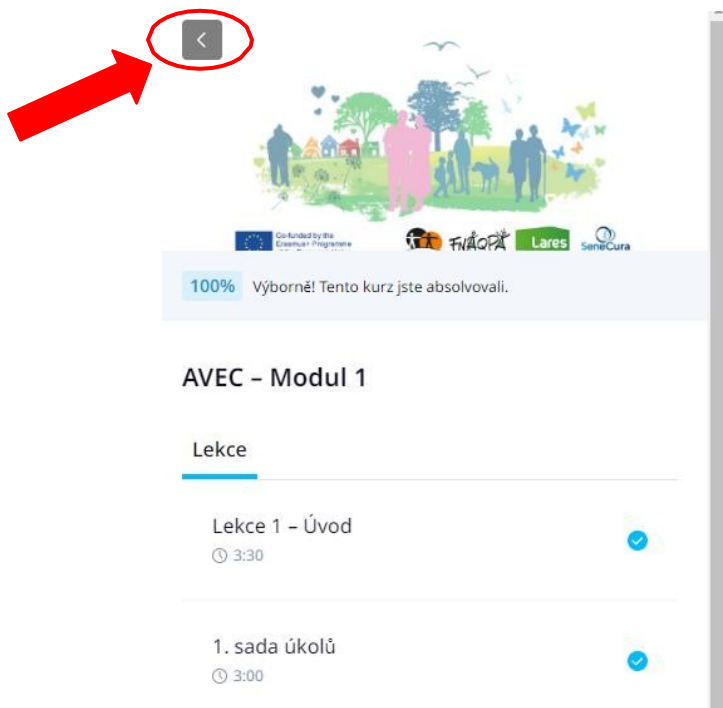 Co-funded by the
Erasmus+ Programme
Lares
SeneCura
100% Výborně! Tento kurz jste absolvovali.
AVEC – Modul 1
Lekce
Lekce 1 – Úvod
3:30
1. sada úkolů
3:00